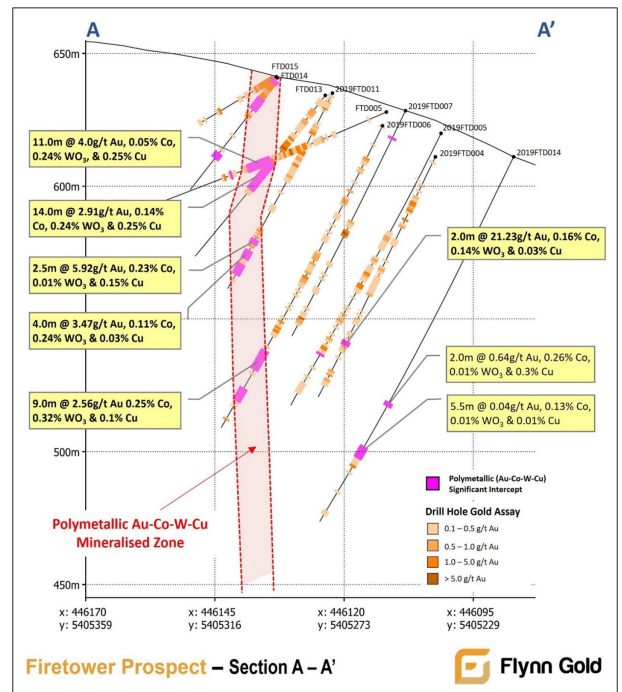 A
A'
650m
FTD015
FTD014
FTD013
2019FTD011
FTD005
2019FTD007
2019FTD006
2019FTD005
2019FTD004
2019FTD014
11.0m @ 4.0g/t Au, 0.05% Co,
0.24% WO₃, & 0.25% Cu
600m
14.0m @ 2.91g/t Au, 0.14%
Co, 0.24% WO₃ & 0.25% Cu
2.5m @ 5.92g/t Au, 0.23% Co,
0.01% WO₃ & 0.15% Cu
2.0m @ 21.23g/t Au, 0.16% Co,
0.14% WO₃ & 0.03% Cu
4.0m @ 3.47g/t Au, 0.11% Co,
0.24% WO₃ & 0.03% Cu
9.0m @ 2.56g/t Au 0.25% Co,
0.32% WO₃ & 0.1% Cu
2.0m @ 0.64g/t Au, 0.26% Co,
0.01% WO₃ & 0.3% Cu
5.5m @ 0.04g/t Au, 0.13% Co,
0.01% WO₃ & 0.01% Cu
500m
Polymetallic Au-Co-W-Cu
Mineralised Zone
Polymetallic (Au-Co-W-Cu)
Significant Intercept
Drill Hole Gold Assay
0.1 – 0.5 g/t Au
0.5 – 1.0 g/t Au
1.0 – 5.0 g/t Au
> 5.0 g/t Au
450m
x: 446170
y: 5405359
x: 446145
y: 5405316
x: 446120
y: 5405273
x: 446095
y: 5405229
Firetower Prospect – Section A – A'
Flynn Gold